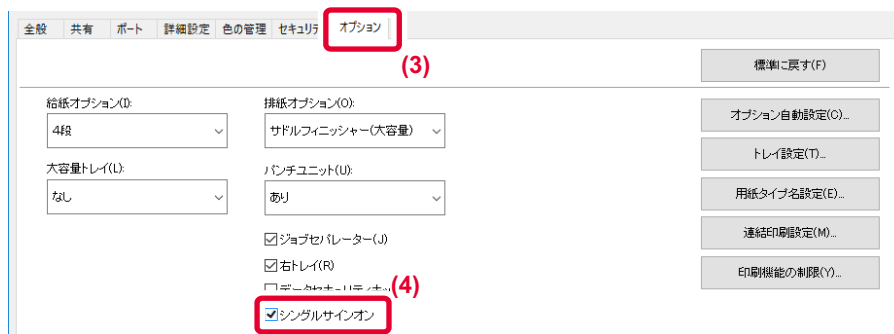 全般 共有 ポート 詳細設定 色の管理 セキュリテ オプション
(3)
標準に戻す(F)
給紙オプション(I):
4段
排紙オプション(O):
サドルフィニッシャー(大容量)
オプション自動設定(C)...
トレイ設定(T)...
大容量トレイ(L):
なし
パンチユニット(U):
あり
用紙タイプ名設定(E)...
連結印刷設定(M)...
ジョブセパレーター(J)
右トレイ(R)
印刷機能の制限(Y)...
(4)
シングルサインオン